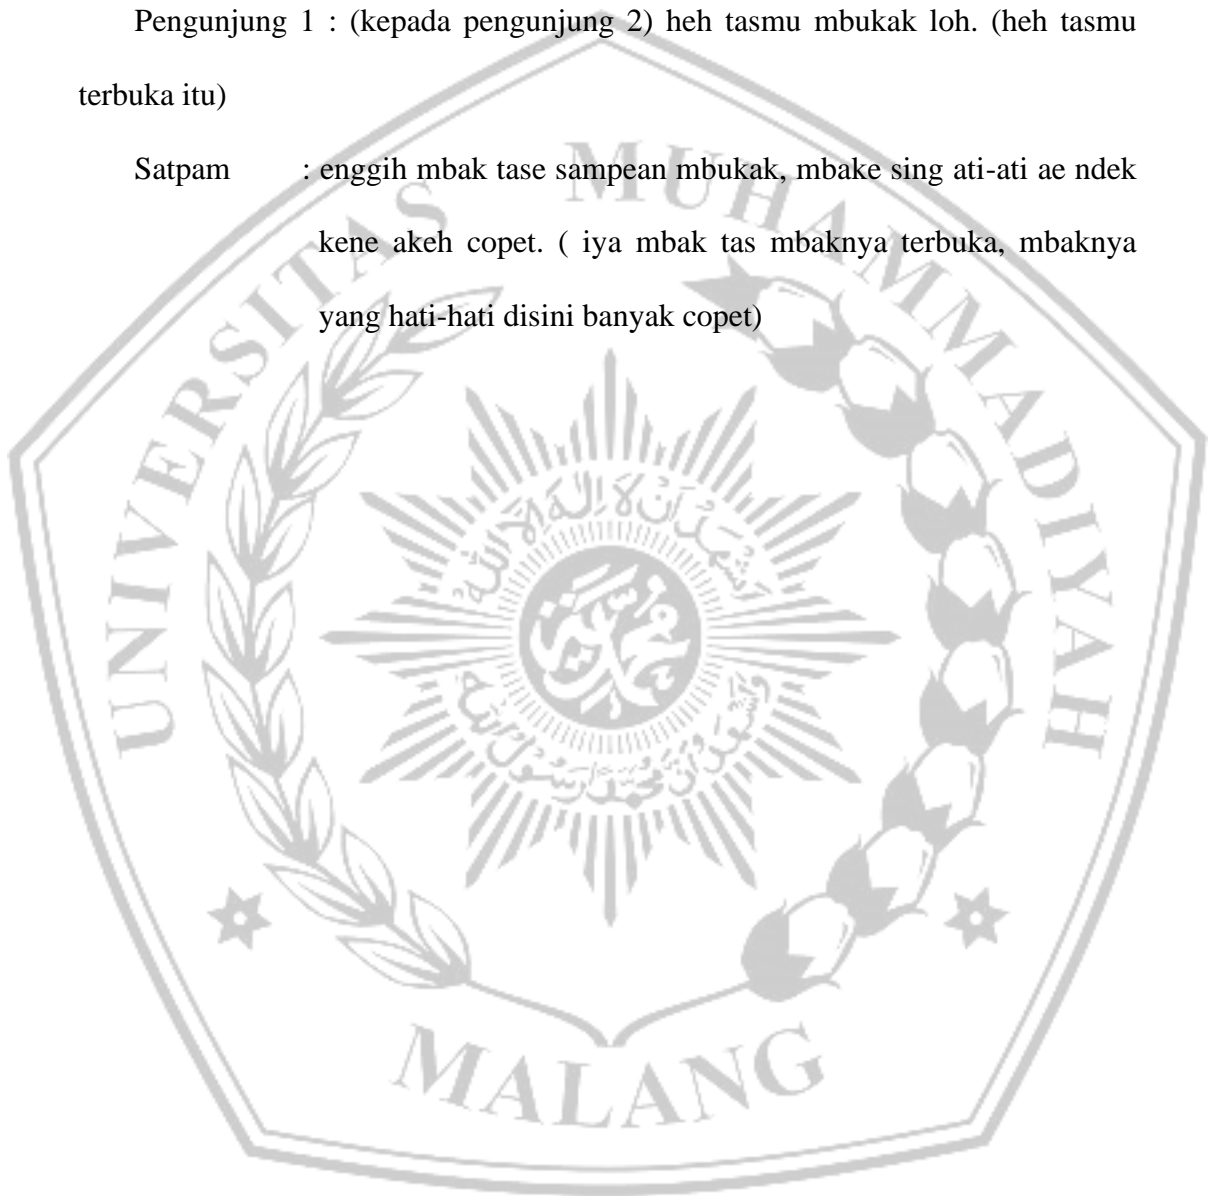 Pengunjung 1 : (kepada pengunjung 2) heh tasmu mbukak loh. (heh tasmu
terbuka itu)
Satpam : enggih mbak tase sampean mbukak, mbake sing ati-ati ae ndek
kene akeh copet. ( iya mbak tas mbaknya terbuka, mbaknya
yang hati-hati disini banyak copet)
UNIVERSITAS MUHAMMADIYAH
MALANG